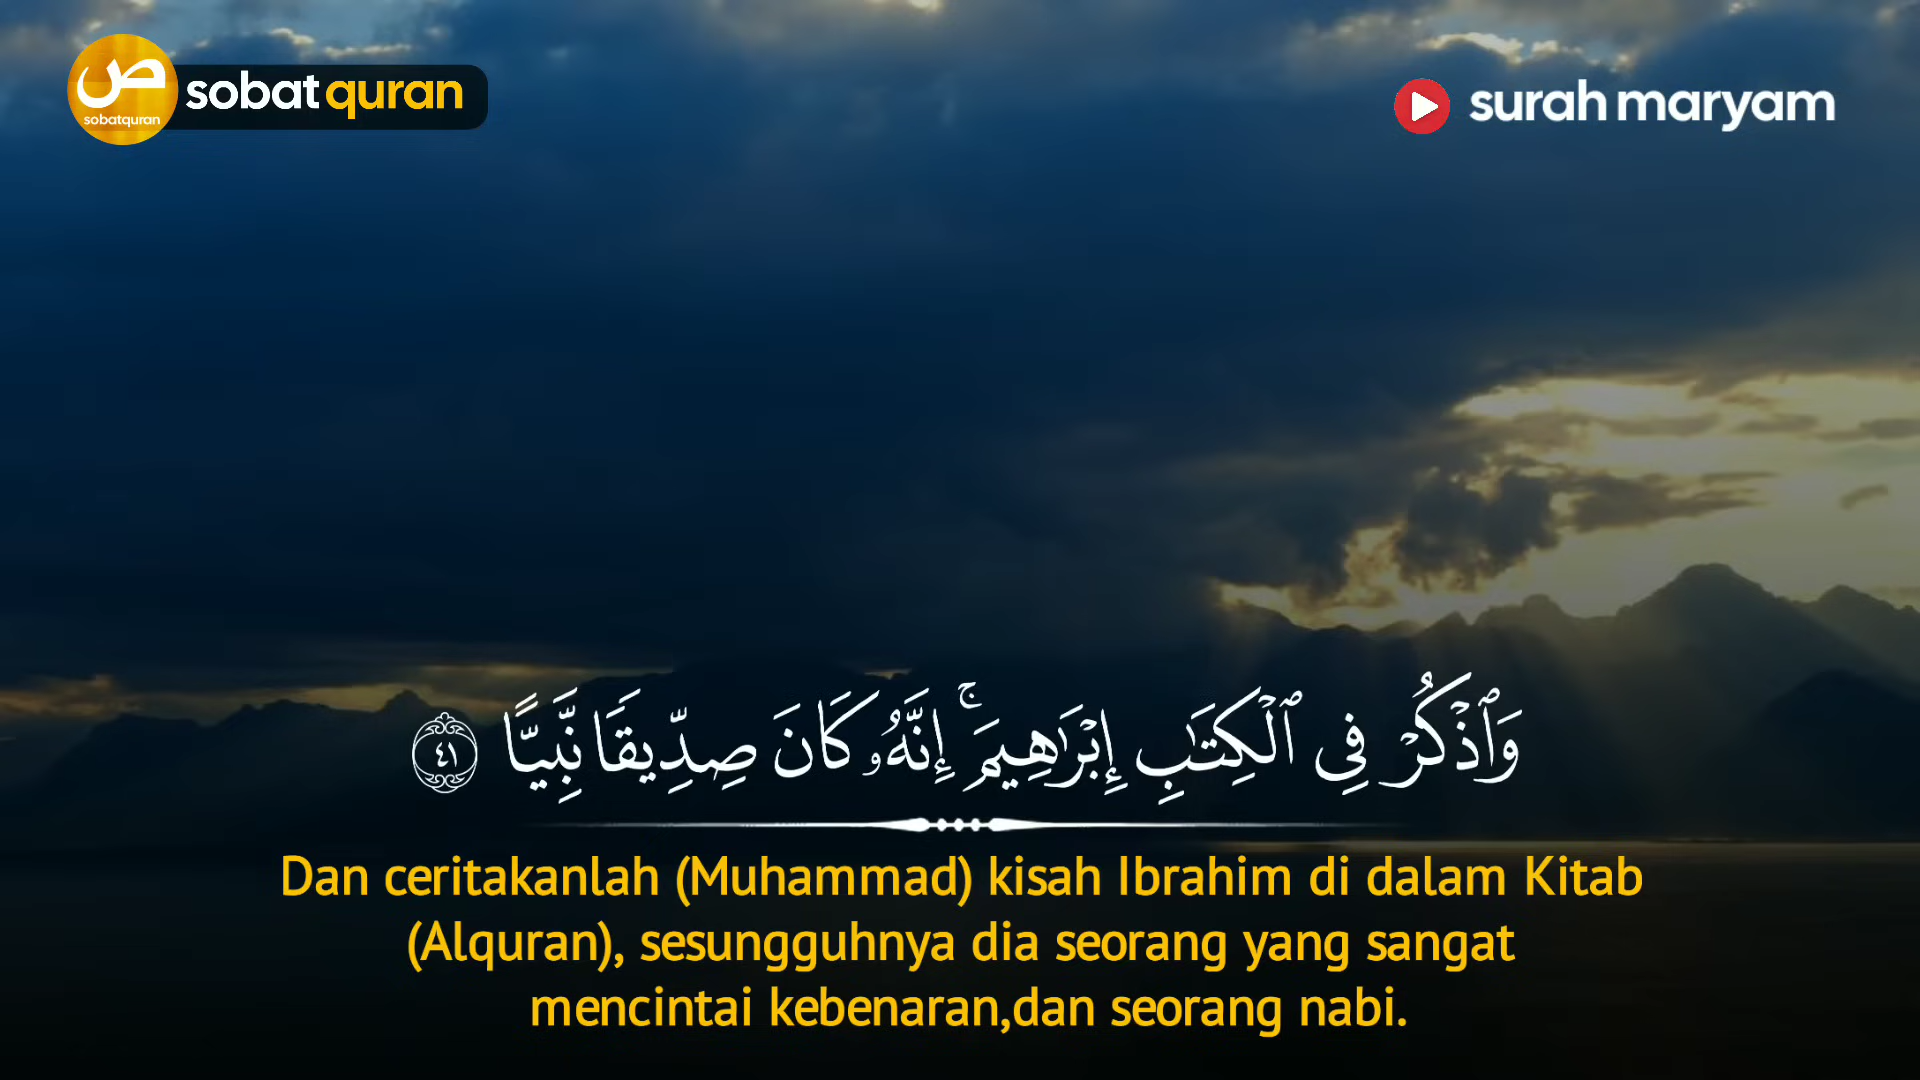 ص
sobatquran
sobat quran
surah maryam
وَٱذۡكُرۡ فِى ٱلۡكِتَـٰبِ إِبۡرَٰهِيمَۚ إِنَّهُۥ كَانَ صِدِّيقٗا نَّبِيًّا ٤١
Dan ceritakanlah (Muhammad) kisah Ibrahim di dalam Kitab
(Alquran), sesungguhnya dia seorang yang sangat
mencintai kebenaran,dan seorang nabi.